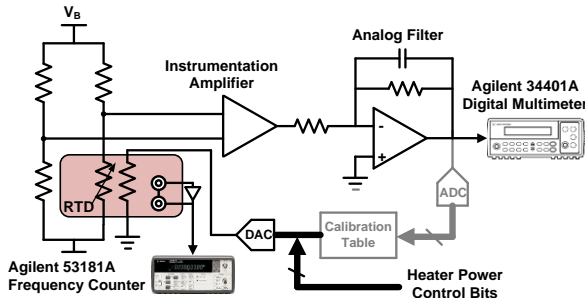 V_B
Analog Filter
Instrumentation
Amplifier
Agilent 34401A
Digital Multimeter
-
+
RTD
ADC
DAC
Calibration
Table
Agilent 53181A
Frequency Counter
Heater Power
Control Bits